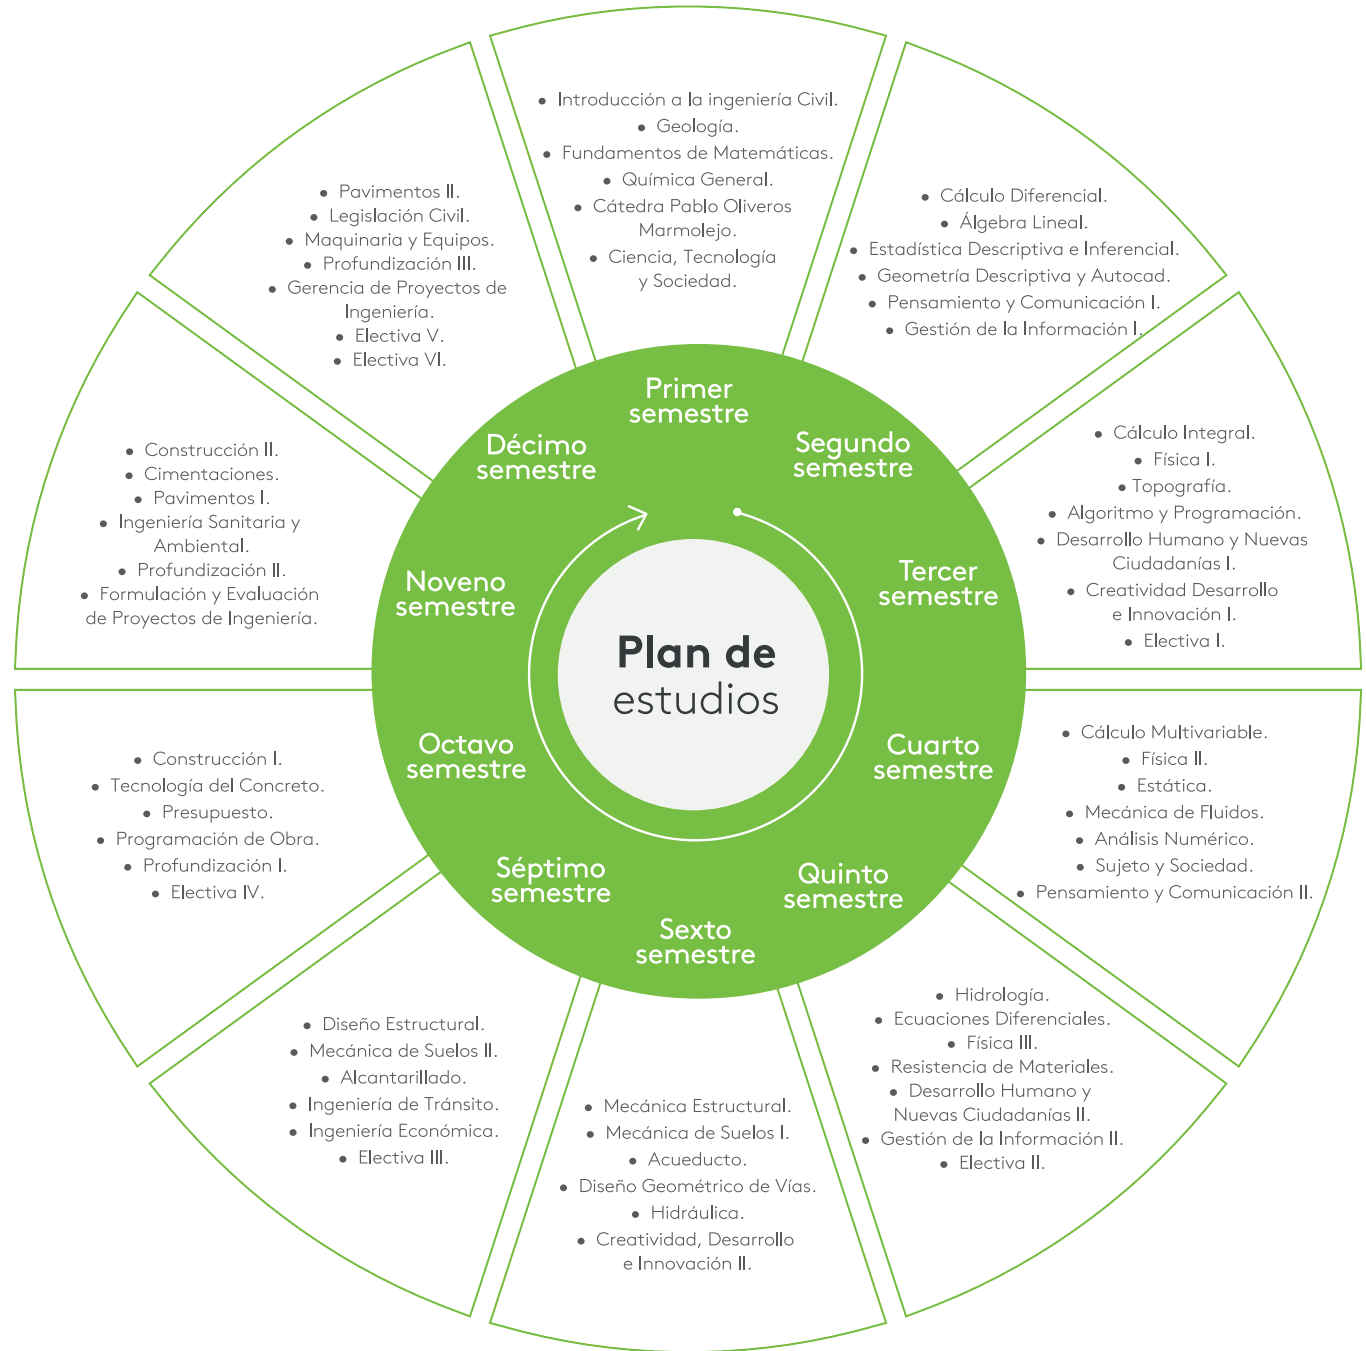 Plan de
estudios
Primer
semestre
• Introducción a la ingeniería Civil.
• Geología.
• Fundamentos de Matemáticas.
• Química General.
• Cátedra Pablo Oliveros
Marmolejo.
• Ciencia, Tecnología
y Sociedad.
Segundo
semestre
• Cálculo Diferencial.
• Álgebra Lineal.
• Estadística Descriptiva e Inferencial.
• Geometría Descriptiva y Autocad.
• Pensamiento y Comunicación I.
• Gestión de la Información I.
Tercer
semestre
• Cálculo Integral.
• Física I.
• Topografía.
• Algoritmo y Programación.
• Desarrollo Humano y Nuevas
Ciudadanías I.
• Creatividad Desarrollo
e Innovación I.
• Electiva I.
Cuarto
semestre
• Cálculo Multivariable.
• Física II.
• Estática.
• Mecánica de Fluidos.
• Análisis Numérico.
• Sujeto y Sociedad.
• Pensamiento y Comunicación II.
Quinto
semestre
• Hidrología.
• Ecuaciones Diferenciales.
• Física III.
• Resistencia de Materiales.
• Desarrollo Humano y
Nuevas Ciudadanías II.
• Gestión de la Información II.
• Electiva II.
Sexto
semestre
• Mecánica Estructural.
• Mecánica de Suelos I.
• Acueducto.
• Diseño Geométrico de Vías.
• Hidráulica.
• Creatividad, Desarrollo
e Innovación II.
Séptimo
semestre
• Diseño Estructural.
• Mecánica de Suelos II.
• Alcantarillado.
• Ingeniería de Tránsito.
• Ingeniería Económica.
• Electiva III.
Octavo
semestre
• Construcción I.
• Tecnología del Concreto.
• Presupuesto.
• Programación de Obra.
• Profundización I.
• Electiva IV.
Noveno
semestre
• Construcción II.
• Cimentaciones.
• Pavimentos I.
• Ingeniería Sanitaria y
Ambiental.
• Profundización II.
• Formulación y Evaluación
de Proyectos de Ingeniería.
Décimo
semestre
• Pavimentos II.
• Legislación Civil.
• Maquinaria y Equipos.
• Profundización III.
• Gerencia de Proyectos de
Ingeniería.
• Electiva V.
• Electiva VI.